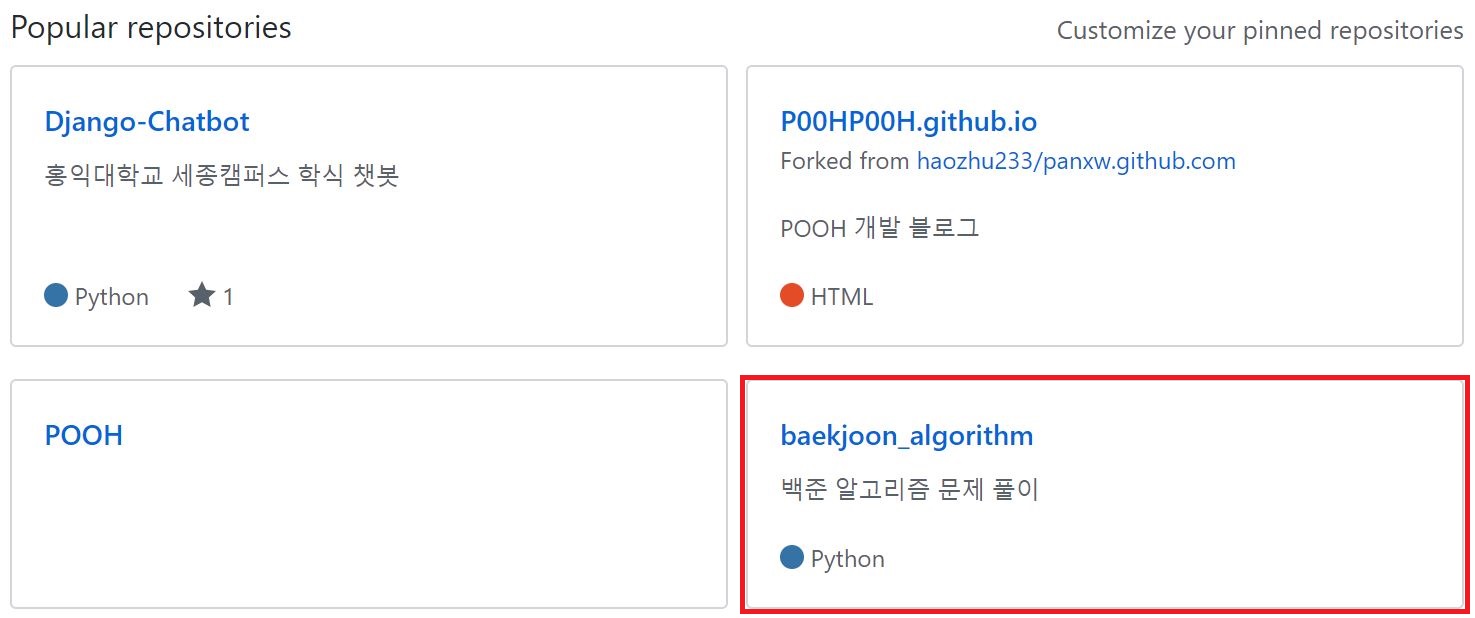 Popular repositories
Customize your pinned repositories
Django-Chatbot
홍익대학교 세종캠퍼스 학식 챗봇
Python 1
P00HP00H.github.io
Forked from haozhu233/panxw.github.com
POOH 개발 블로그
HTML
POOH
baekjoon_algorithm
백준 알고리즘 문제 풀이
Python